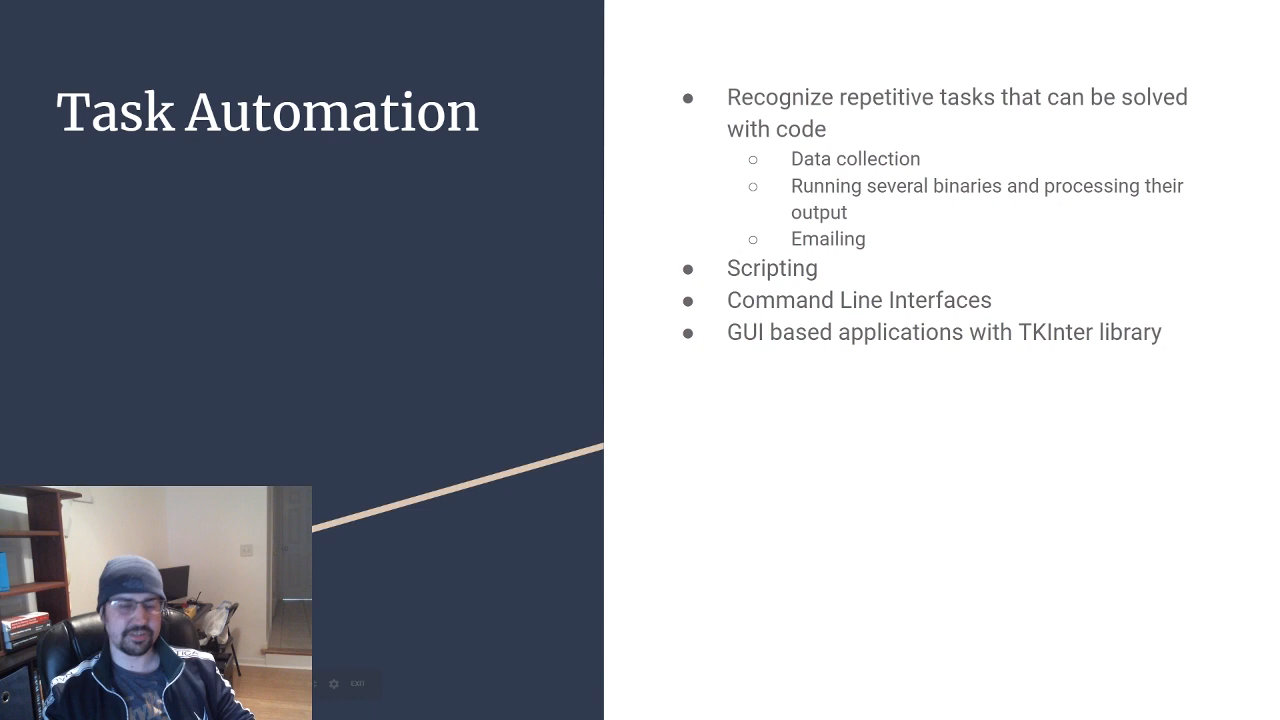 Task Automation
● Recognize repetitive tasks that can be solved
with code
○ Data collection
○ Running several binaries and processing their
output
○ Emailing
● Scripting
● Command Line Interfaces
● GUI based applications with TKInter library
EXIT